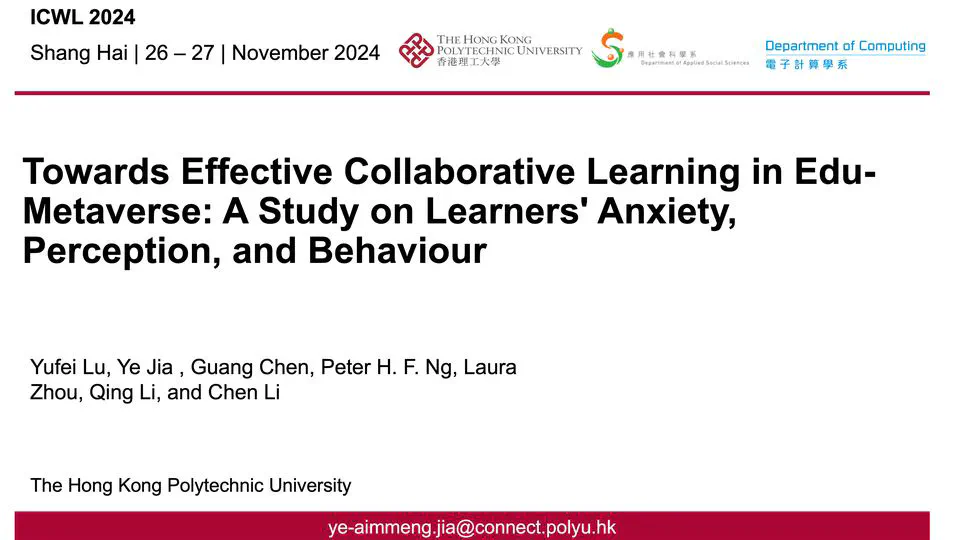 ICWL 2024
Shang Hai | 26 – 27 | November 2024
THE HONG KONG
POLYTECHNIC UNIVERSITY
香港理工大學
應用社會科學系
Department of Applied Social Sciences
Department of Computing
電子計算學系
Towards Effective Collaborative Learning in Edu-
Metaverse: A Study on Learners' Anxiety,
Perception, and Behaviour
Yufei Lu, Ye Jia , Guang Chen, Peter H. F. Ng, Laura
Zhou, Qing Li, and Chen Li
The Hong Kong Polytechnic University
ye-aimmeng.jia@connect.polyu.hk